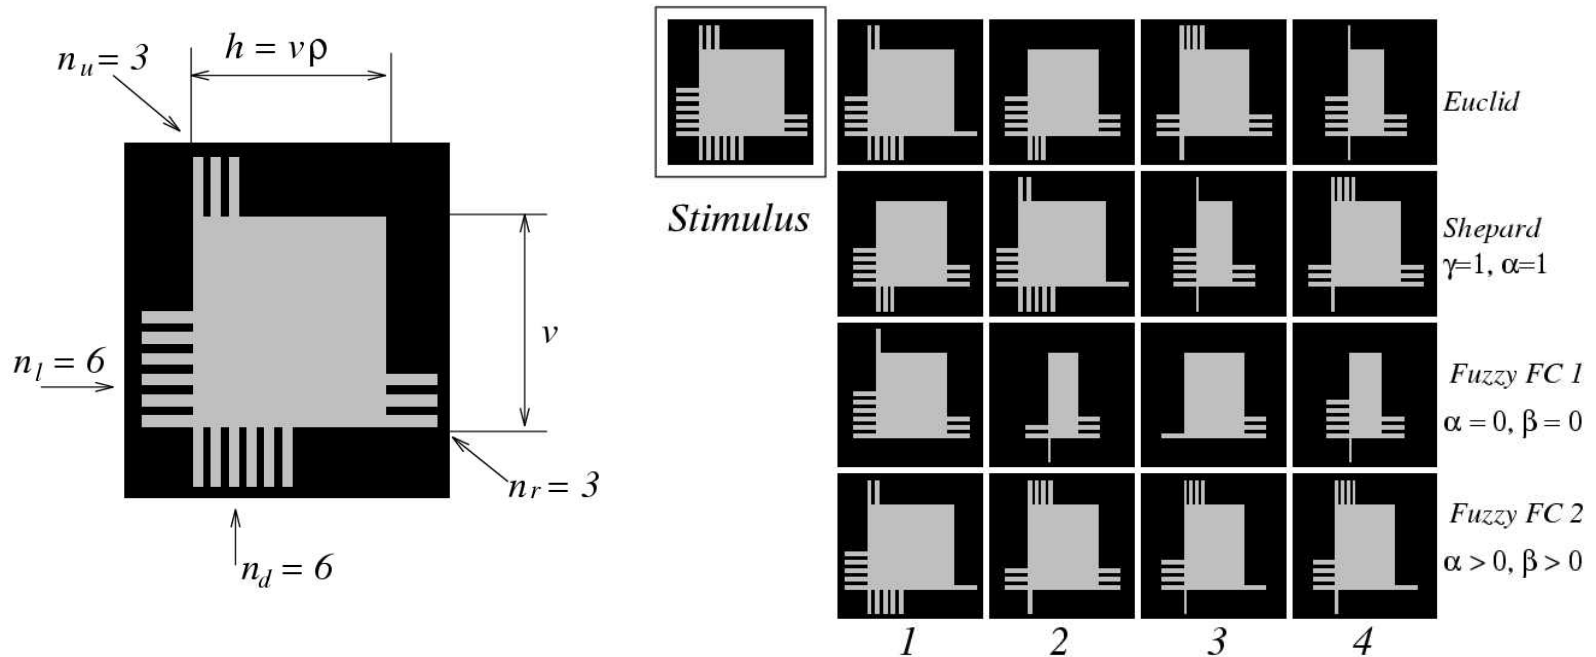 n_u = 3
h = vρ
v
n_l = 6
n_r = 3
n_d = 6
Stimulus
Euclid
Shepard
γ=1, α=1
Fuzzy FC 1
α = 0, β = 0
Fuzzy FC 2
α > 0, β > 0
1 2 3 4